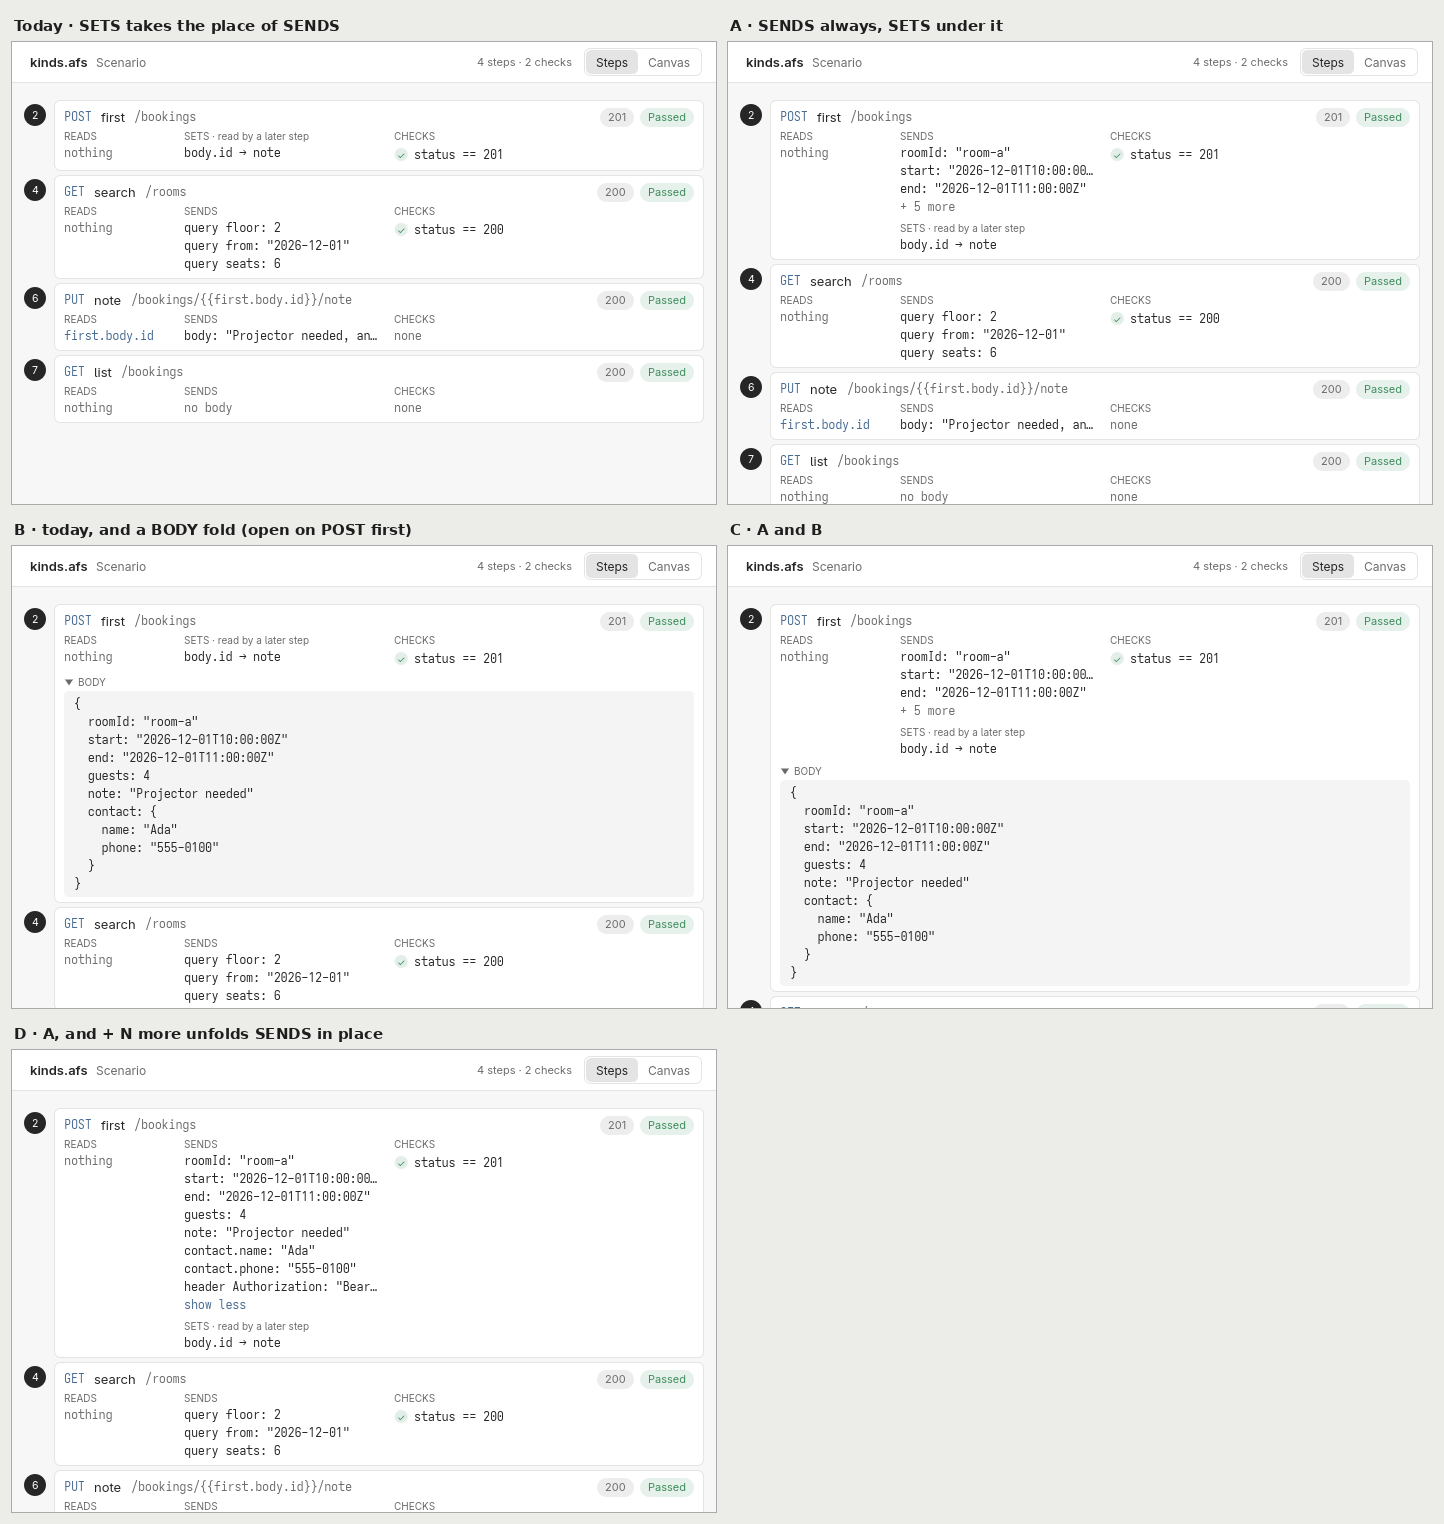 Today · SETS takes the place of SENDS
kinds.afs Scenario 4 steps · 2 checks Steps Canvas
2 POST first /bookings 201 Passed
READS SETS · read by a later step CHECKS
nothing body.id → note status == 201
4 GET search /rooms 200 Passed
READS SENDS CHECKS
nothing query floor: 2 status == 200
query from: "2026-12-01"
query seats: 6
6 PUT note /bookings/{{first.body.id}}/note 200 Passed
READS SENDS CHECKS
first.body.id body: "Projector needed, an… none
7 GET list /bookings 200 Passed
READS SENDS CHECKS
nothing no body none
A · SENDS always, SETS under it
kinds.afs Scenario 4 steps · 2 checks Steps Canvas
2 POST first /bookings 201 Passed
READS SENDS CHECKS
nothing roomId: "room-a" status == 201
start: "2026-12-01T10:00:00…
end: "2026-12-01T11:00:00Z"
+ 5 more
SETS · read by a later step
body.id → note
4 GET search /rooms 200 Passed
READS SENDS CHECKS
nothing query floor: 2 status == 200
query from: "2026-12-01"
query seats: 6
6 PUT note /bookings/{{first.body.id}}/note 200 Passed
READS SENDS CHECKS
first.body.id body: "Projector needed, an… none
7 GET list /bookings 200 Passed
READS SENDS CHECKS
nothing no body none
B · today, and a BODY fold (open on POST first)
kinds.afs Scenario 4 steps · 2 checks Steps Canvas
2 POST first /bookings 201 Passed
READS SETS · read by a later step CHECKS
nothing body.id → note status == 201
▼ BODY
{
roomId: "room-a"
start: "2026-12-01T10:00:00Z"
end: "2026-12-01T11:00:00Z"
guests: 4
note: "Projector needed"
contact: {
name: "Ada"
phone: "555-0100"
}
}
4 GET search /rooms 200 Passed
READS SENDS CHECKS
nothing query floor: 2 status == 200
query from: "2026-12-01"
query seats: 6
C · A and B
kinds.afs Scenario 4 steps · 2 checks Steps Canvas
2 POST first /bookings 201 Passed
READS SENDS CHECKS
nothing roomId: "room-a" status == 201
start: "2026-12-01T10:00:00…
end: "2026-12-01T11:00:00Z"
+ 5 more
SETS · read by a later step
body.id → note
▼ BODY
{
roomId: "room-a"
start: "2026-12-01T10:00:00Z"
end: "2026-12-01T11:00:00Z"
guests: 4
note: "Projector needed"
contact: {
name: "Ada"
phone: "555-0100"
}
}
D · A, and + N more unfolds SENDS in place
kinds.afs Scenario 4 steps · 2 checks Steps Canvas
2 POST first /bookings 201 Passed
READS SENDS CHECKS
nothing roomId: "room-a" status == 201
start: "2026-12-01T10:00:00…
end: "2026-12-01T11:00:00Z"
guests: 4
note: "Projector needed"
contact.name: "Ada"
contact.phone: "555-0100"
header Authorization: "Bear…
show less
SETS · read by a later step
body.id → note
4 GET search /rooms 200 Passed
READS SENDS CHECKS
nothing query floor: 2 status == 200
query from: "2026-12-01"
query seats: 6
6 PUT note /bookings/{{first.body.id}}/note 200 Passed
READS SENDS CHECKS